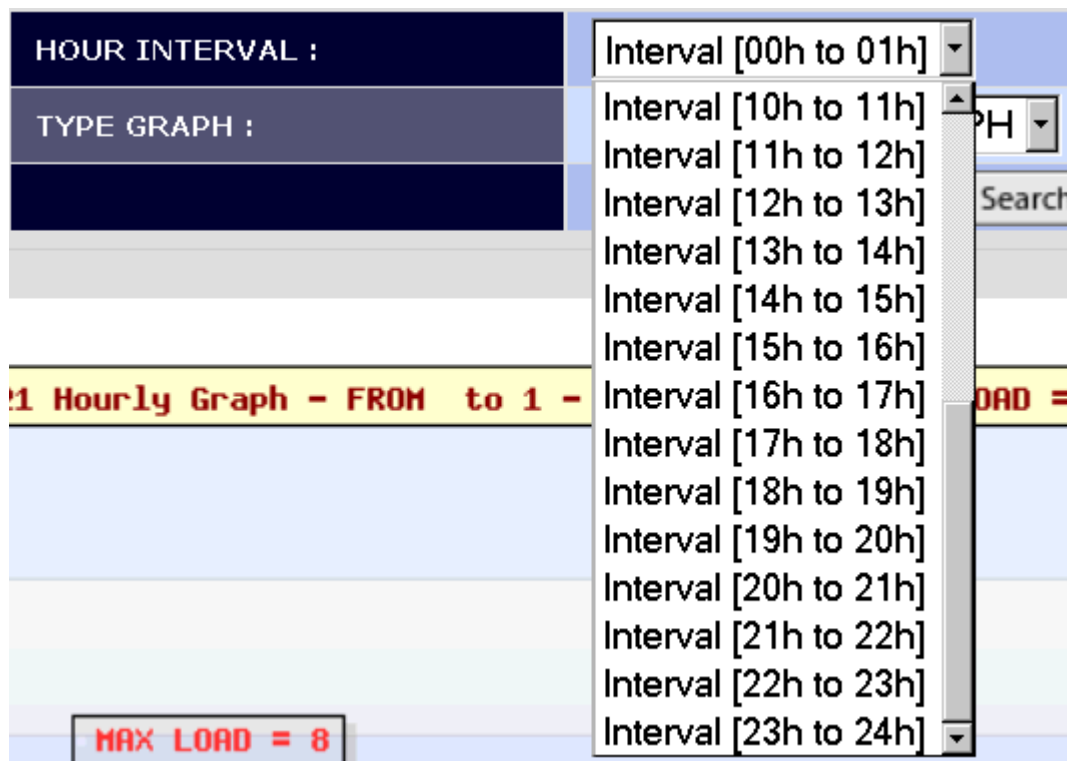 HOUR INTERVAL :
Interval [00h to 01h]
TYPE GRAPH :
PH
Search
Interval [10h to 11h]
Interval [11h to 12h]
Interval [12h to 13h]
Interval [13h to 14h]
Interval [14h to 15h]
Interval [15h to 16h]
Interval [16h to 17h]
Interval [17h to 18h]
Interval [18h to 19h]
Interval [19h to 20h]
Interval [20h to 21h]
Interval [21h to 22h]
Interval [22h to 23h]
Interval [23h to 24h]
21 Hourly Graph - FROM  to 1 - OAD =
MAX LOAD = 8